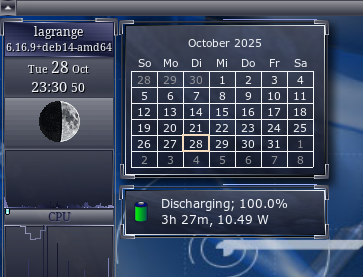 lagrange
6.16.9+deb14-amd64
Tue 28 Oct
23:30 50
CPU
October 2025
So Mo Di Mi Do Fr Sa
28 29 30 1 2 3 4
5 6 7 8 9 10 11
12 13 14 15 16 17 18
19 20 21 22 23 24 25
26 27 28 29 30 31 1
2 3 4 5 6 7 8
Discharging; 100.0%
3h 27m, 10.49 W